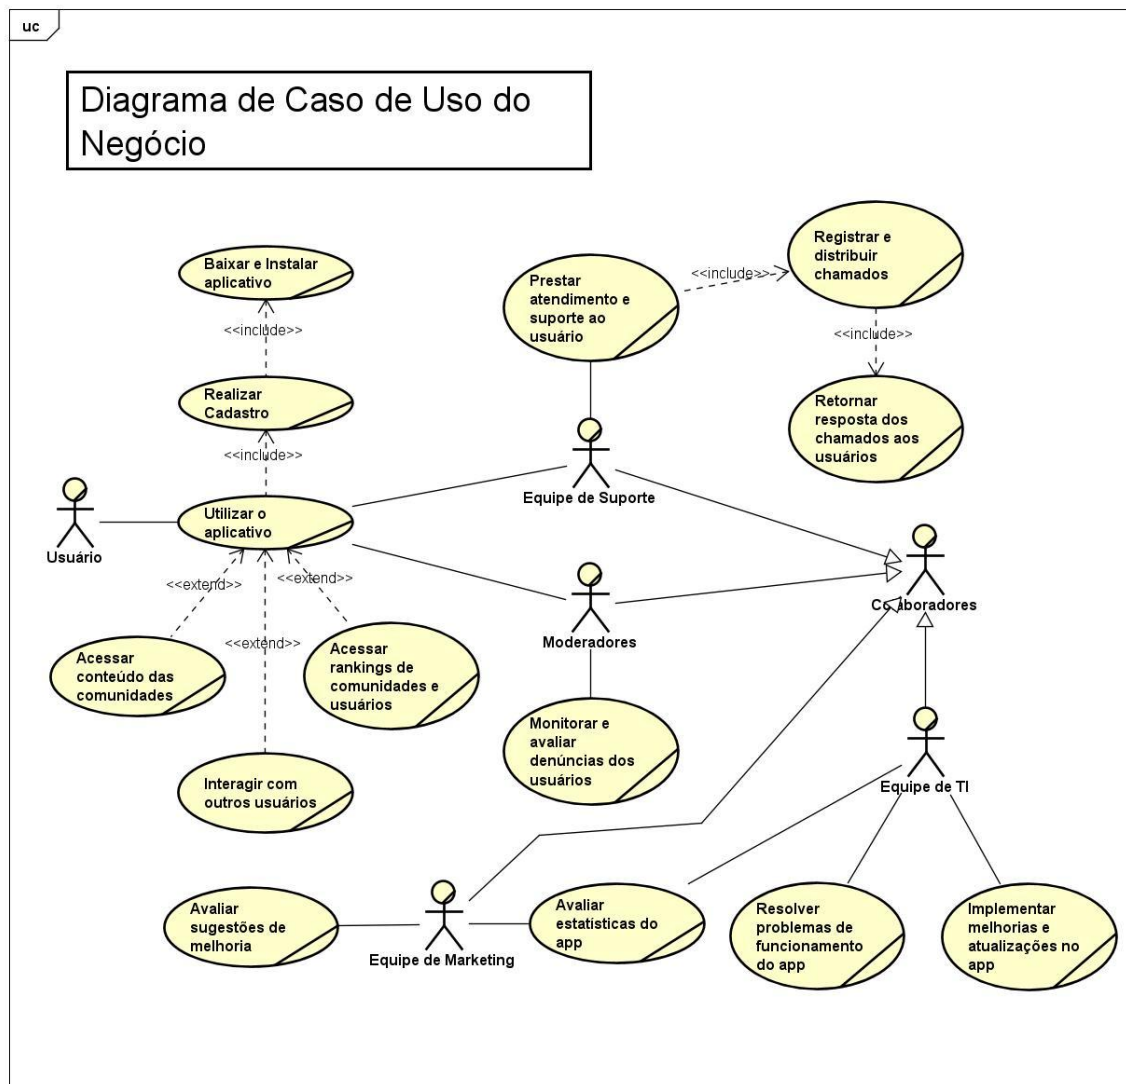 uc
Diagrama de Caso de Uso do
Negócio
Baixar e Instalar
aplicativo
<<include>>
Realizar
Cadastro
<<include>>
Utilizar o
aplicativo
Usuário
<<extend>>
<<extend>>
<<extend>>
Acessar
conteúdo das
comunidades
Acessar
rankings de
comunidades e
usuários
Interagir com
outros usuários
Prestar
atendimento e
suporte ao
usuário
<<include>>
Registrar e
distribuir
chamados
<<include>>
Retornar
resposta dos
chamados aos
usuários
Equipe de Suporte
Moderadores
Colaboradores
Monitorar e
avaliar
denúncias dos
usuários
Equipe de TI
Avaliar
sugestões de
melhoria
Equipe de Marketing
Avaliar
estatísticas do
app
Resolver
problemas de
funcionamento
do app
Implementar
melhorias e
atualizações no
app